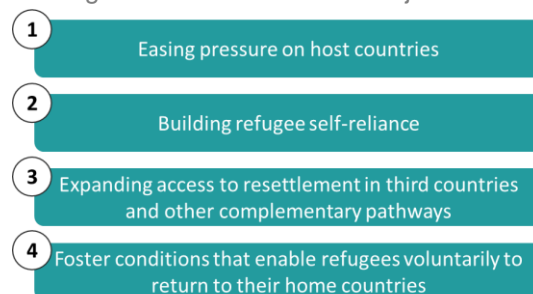 1
Easing pressure on host countries
2
Building refugee self-reliance
3
Expanding access to resettlement in third countries
and other complementary pathways
4
Foster conditions that enable refugees voluntarily to
return to their home countries